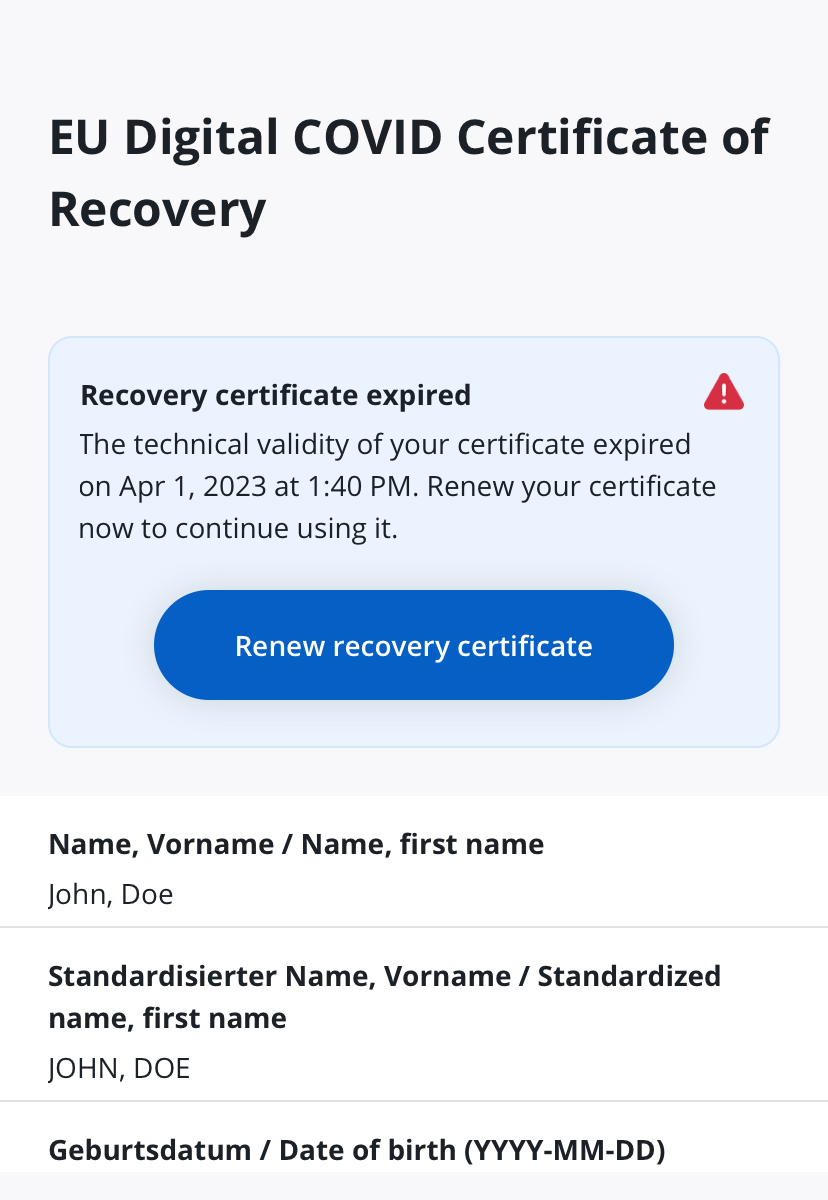 EU Digital COVID Certificate of
Recovery
Recovery certificate expired
The technical validity of your certificate expired
on Apr 1, 2023 at 1:40 PM. Renew your certificate
now to continue using it.
Renew recovery certificate
Name, Vorname / Name, first name
John, Doe
Standardisierter Name, Vorname / Standardized
name, first name
JOHN, DOE
Geburtsdatum / Date of birth (YYYY-MM-DD)